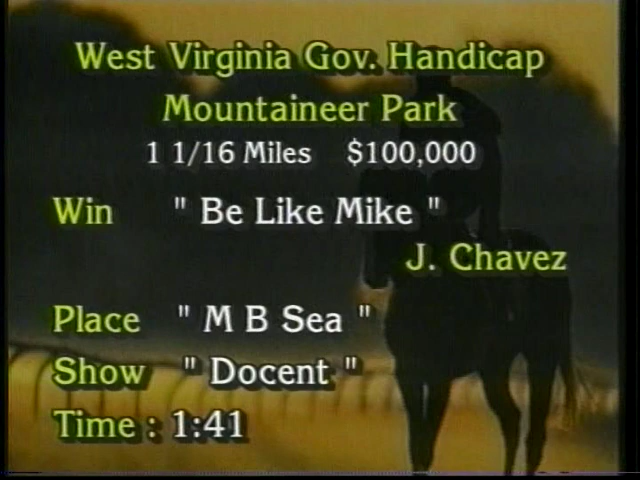 West Virginia Gov. Handicap
Mountaineer Park
1 1/16 Miles $100,000
Win " Be Like Mike "
J. Chavez
Place " M B Sea "
Show " Docent "
Time : 1:41